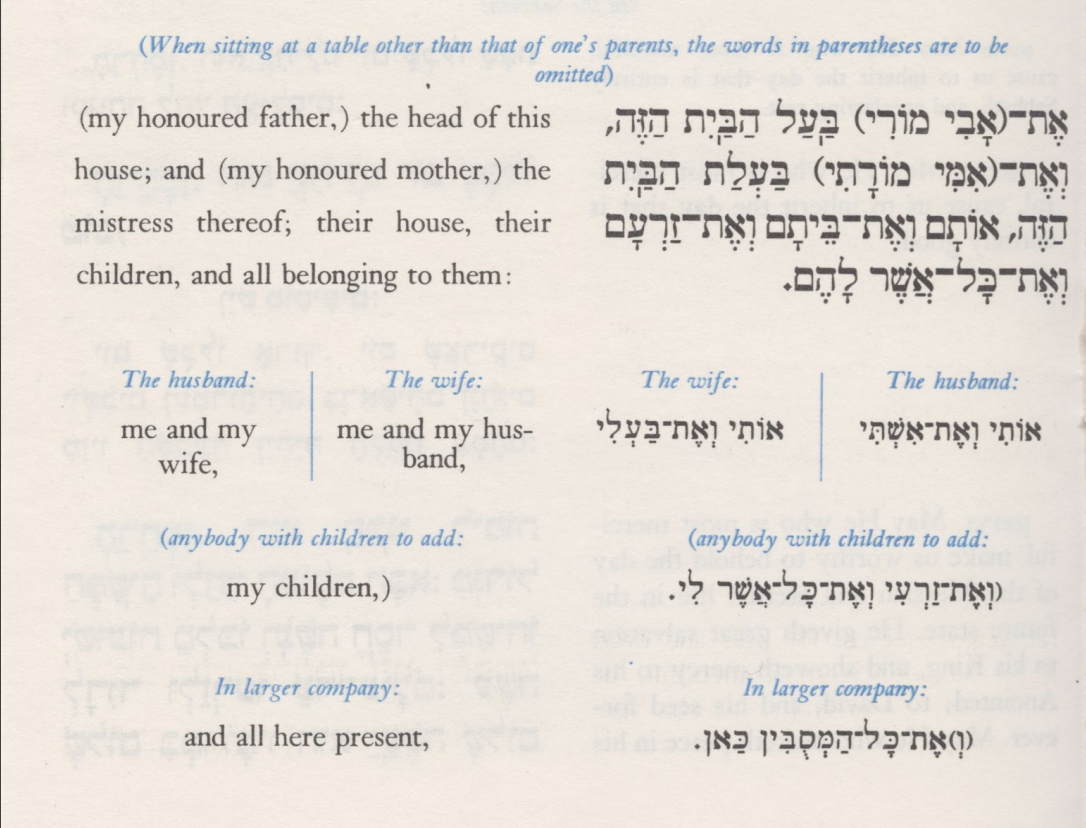 (When sitting at a table other than that of one's parents, the words in parentheses are to be
omitted)
(my honoured father,) the head of this
house; and (my honoured mother,) the
mistress thereof; their house, their
children, and all belonging to them:
אֶת־(אָבִי מוֹרִי) בַּעַל הַבַּיִת הַזֶּה,
וְאֶת־(אִמִּי מוֹרָתִי) בַּעֲלַת הַבַּיִת
הַזֶּה, אוֹתָם וְאֶת־בֵּיתָם וְאֶת־זַרְעָם
וְאֶת־כָּל־אֲשֶׁר לָהֶם.
The husband:
me and my
wife,
The wife:
me and my hus-
band,
The wife:
אוֹתִי וְאֶת־בַּעְלִי
The husband:
אוֹתִי וְאֶת־אִשְׁתִּי
(anybody with children to add:
my children,)
(anybody with children to add:
(וְאֶת־זַרְעִי וְאֶת־כָּל־אֲשֶׁר לִי.
In larger company:
and all here present,
In larger company:
(וְ)אֶת־כָּל־הַמְּסֻבִּין כַּאן.